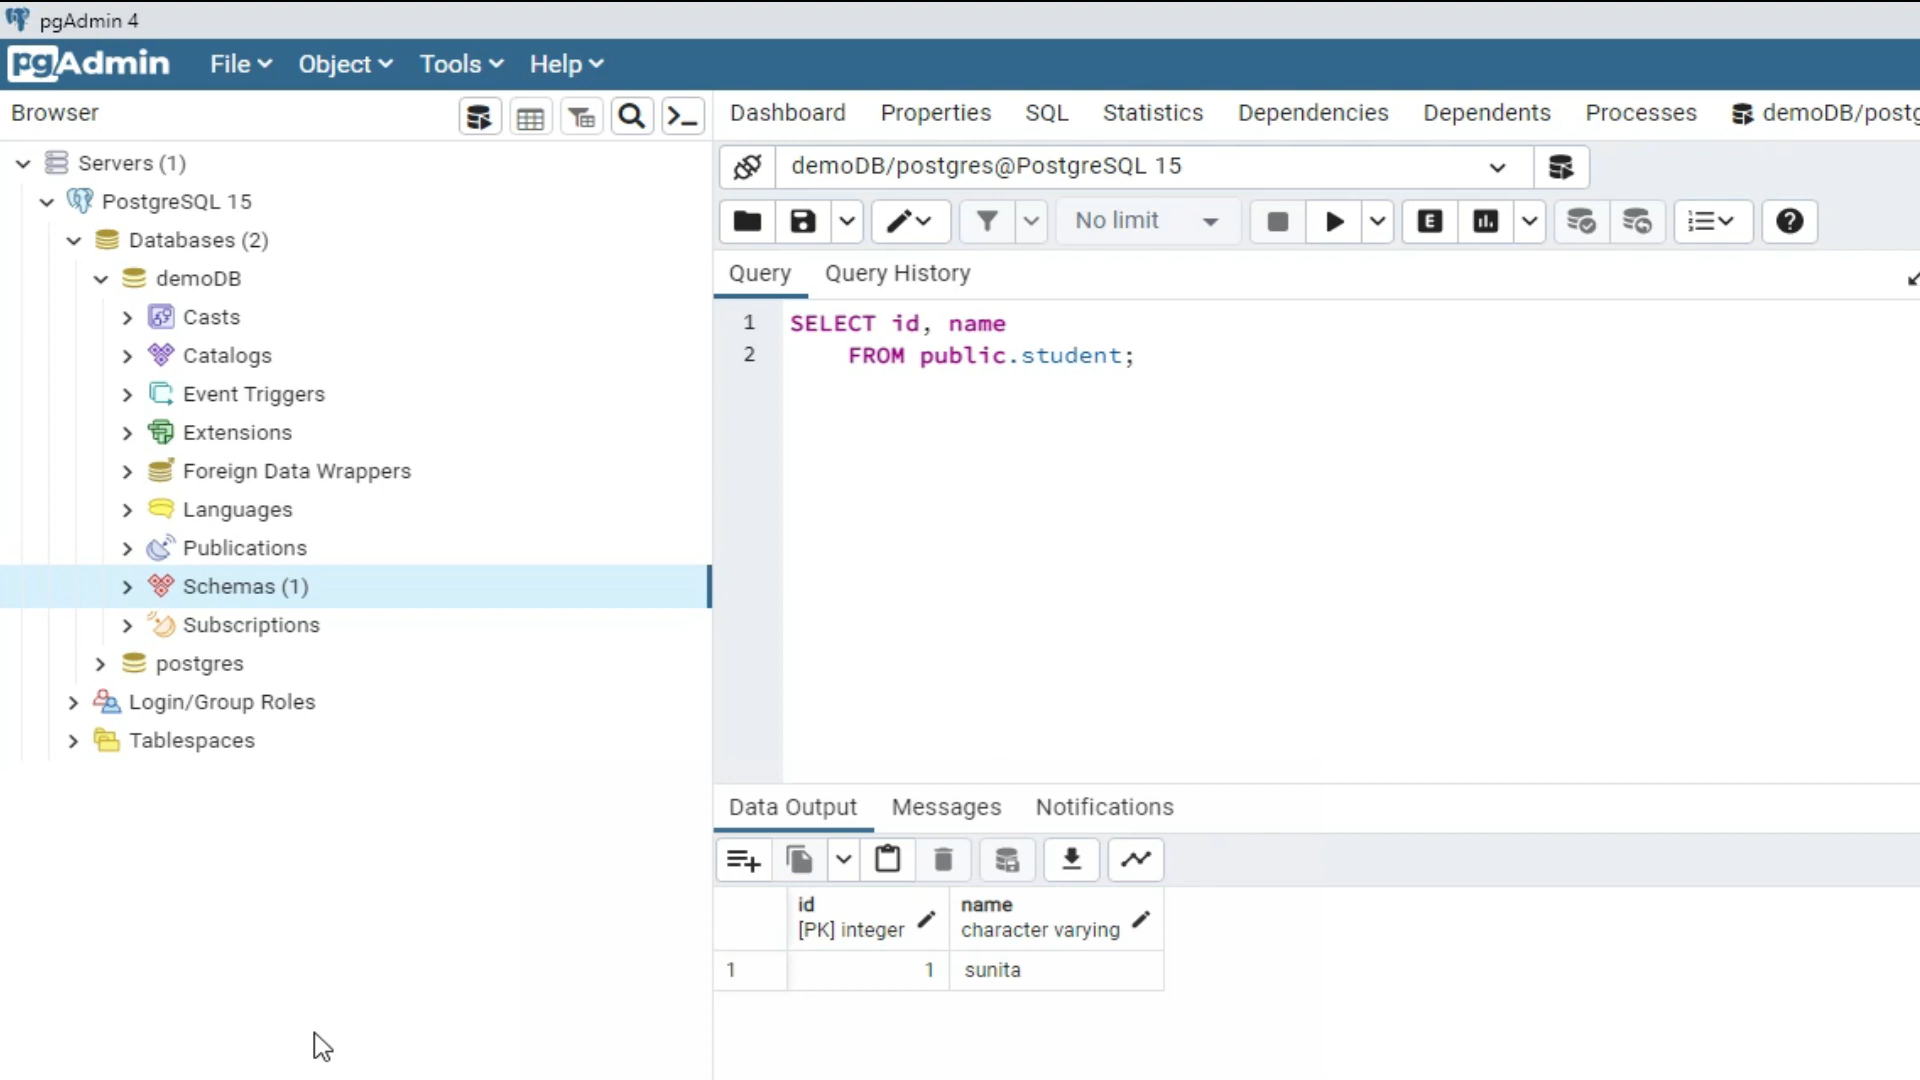 pgAdmin 4
pgAdmin File Object Tools Help
Browser
Servers (1)
PostgreSQL 15
Databases (2)
demoDB
Casts
Catalogs
Event Triggers
Extensions
Foreign Data Wrappers
Languages
Publications
Schemas (1)
Subscriptions
postgres
Login/Group Roles
Tablespaces
Dashboard Properties SQL Statistics Dependencies Dependents Processes demoDB/postg
demoDB/postgres@PostgreSQL 15
No limit E
Query Query History
1 SELECT id, name
2 FROM public.student;
Data Output Messages Notifications
id name
[PK] integer character varying
1 1 sunita